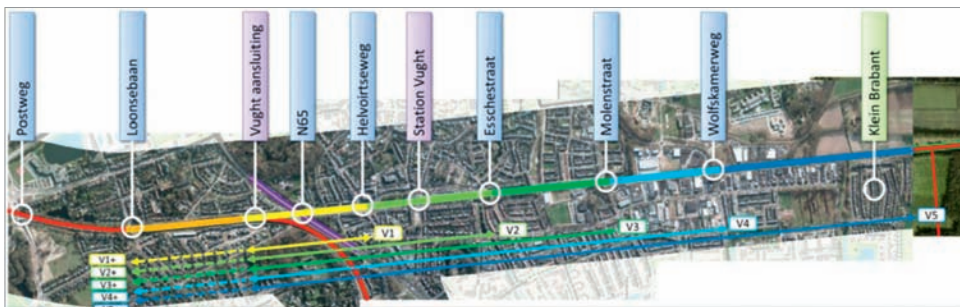 Postweg
Loonsebaan
Vught aansluiting
N65
Helvoirtseweg
Station Vught
Esschestraat
Molenstraat
Wolfskamerweg
Klein Brabant
V1
V2
V3
V4
V5
V1+
V2+
V3+
V4+